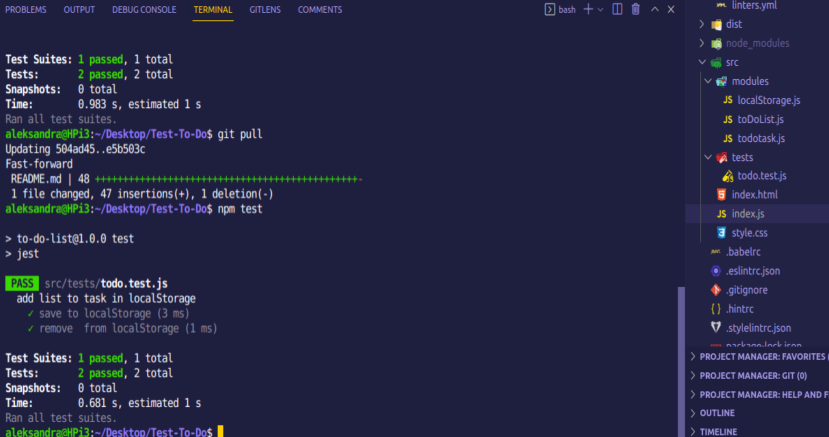 PROBLEMS OUTPUT DEBUG CONSOLE TERMINAL GITLENS COMMENTS bash
Test Suites: 1 passed, 1 total
Tests: 2 passed, 2 total
Snapshots: 0 total
Time: 0.983 s, estimated 1 s
Ran all test suites.
aleksandra@HPi3:~/Desktop/Test-To-Do$ git pull
Updating 504ad45..e5b503c
Fast-forward
README.md | 48 +++++++++++++++++++++++++++++++++++++++++++++++-
1 file changed, 47 insertions(+), 1 deletion(-)
aleksandra@HPi3:~/Desktop/Test-To-Do$ npm test
> to-do-list@1.0.0 test
> jest
PASS src/tests/todo.test.js
add list to task in localStorage
✓ save to localStorage (3 ms)
✓ remove from localStorage (1 ms)
Test Suites: 1 passed, 1 total
Tests: 2 passed, 2 total
Snapshots: 0 total
Time: 0.681 s, estimated 1 s
Ran all test suites.
aleksandra@HPi3:~/Desktop/Test-To-Do$
linters.yml
dist
node_modules
src
modules
JS localStorage.js
JS toDoList.js
JS todotask.js
tests
todo.test.js
index.html
JS index.js
style.css
.babelrc
.eslintrc.json
.gitignore
.hintrc
.stylelintrc.json
package-lock.json
PROJECT MANAGER: FAVORITES
PROJECT MANAGER: GIT (0)
PROJECT MANAGER: HELP AND F
OUTLINE
TIMELINE